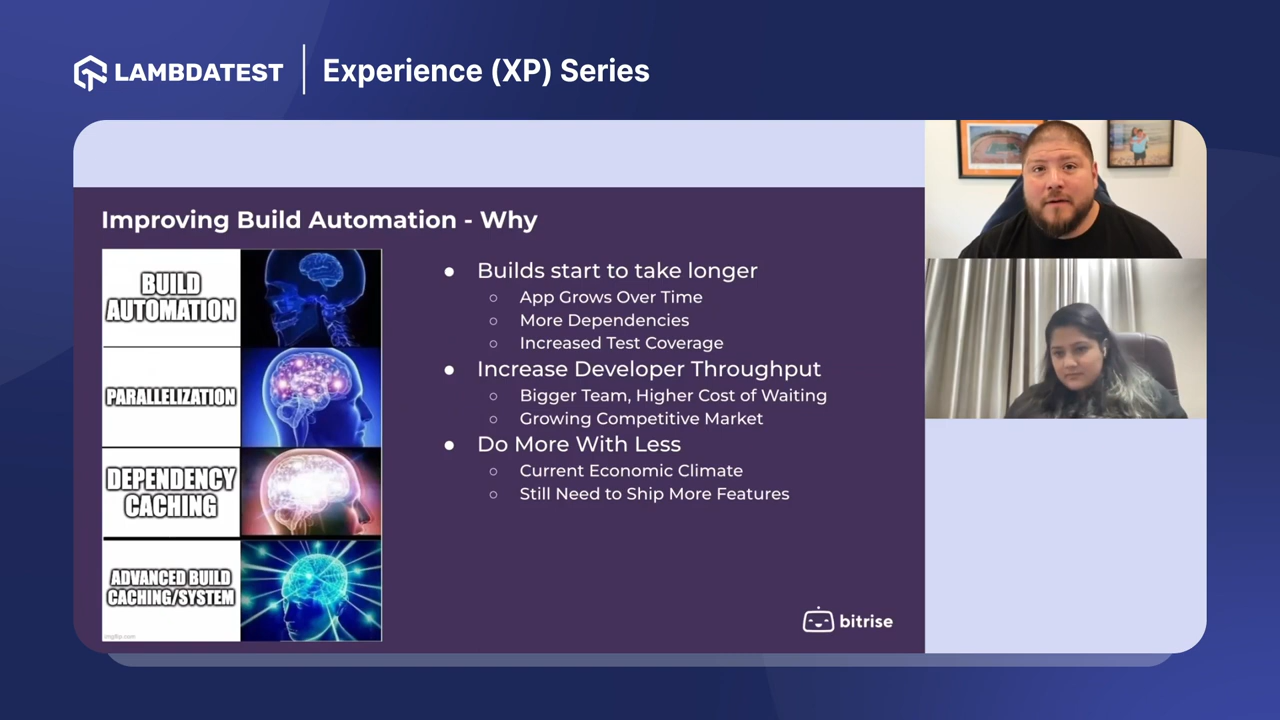 LAMBDATEST
Experience (XP) Series
Improving Build Automation - Why
BUILD
AUTOMATION
PARALLELIZATION
DEPENDENCY
CACHING
ADVANCED BUILD
CACHING/SYSTEM
imgflip.com
● Builds start to take longer
○ App Grows Over Time
○ More Dependencies
○ Increased Test Coverage
● Increase Developer Throughput
○ Bigger Team, Higher Cost of Waiting
○ Growing Competitive Market
● Do More With Less
○ Current Economic Climate
○ Still Need to Ship More Features
bitrise